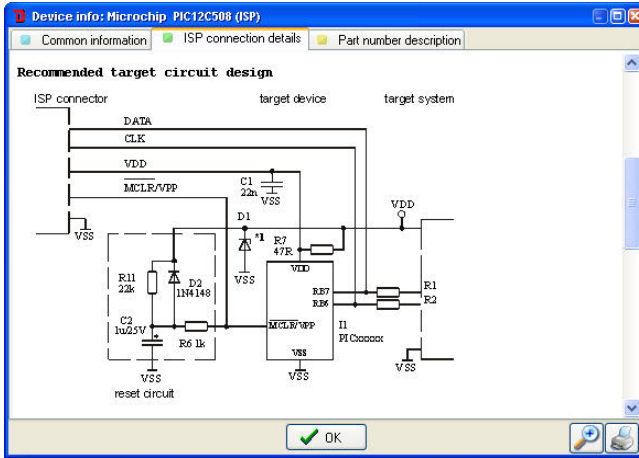 Device info: Microchip PIC12C508 (ISP)
Common information
ISP connection details
Part number description
Recommended target circuit design
ISP connector
target device
target system
DATA
CLK
VDD
MCLR/VPP
C1
22n
VSS
VSS
D1
*1
VSS
R7
47R
VDD
VDD
R11
22k
D2
1N4148
C2
1u/25V
R6 1k
VSS
reset circuit
RB7
RB6
MCLR/VPP
VSS
VSS
I1
PICxxxxx
R1
R2
VSS
OK